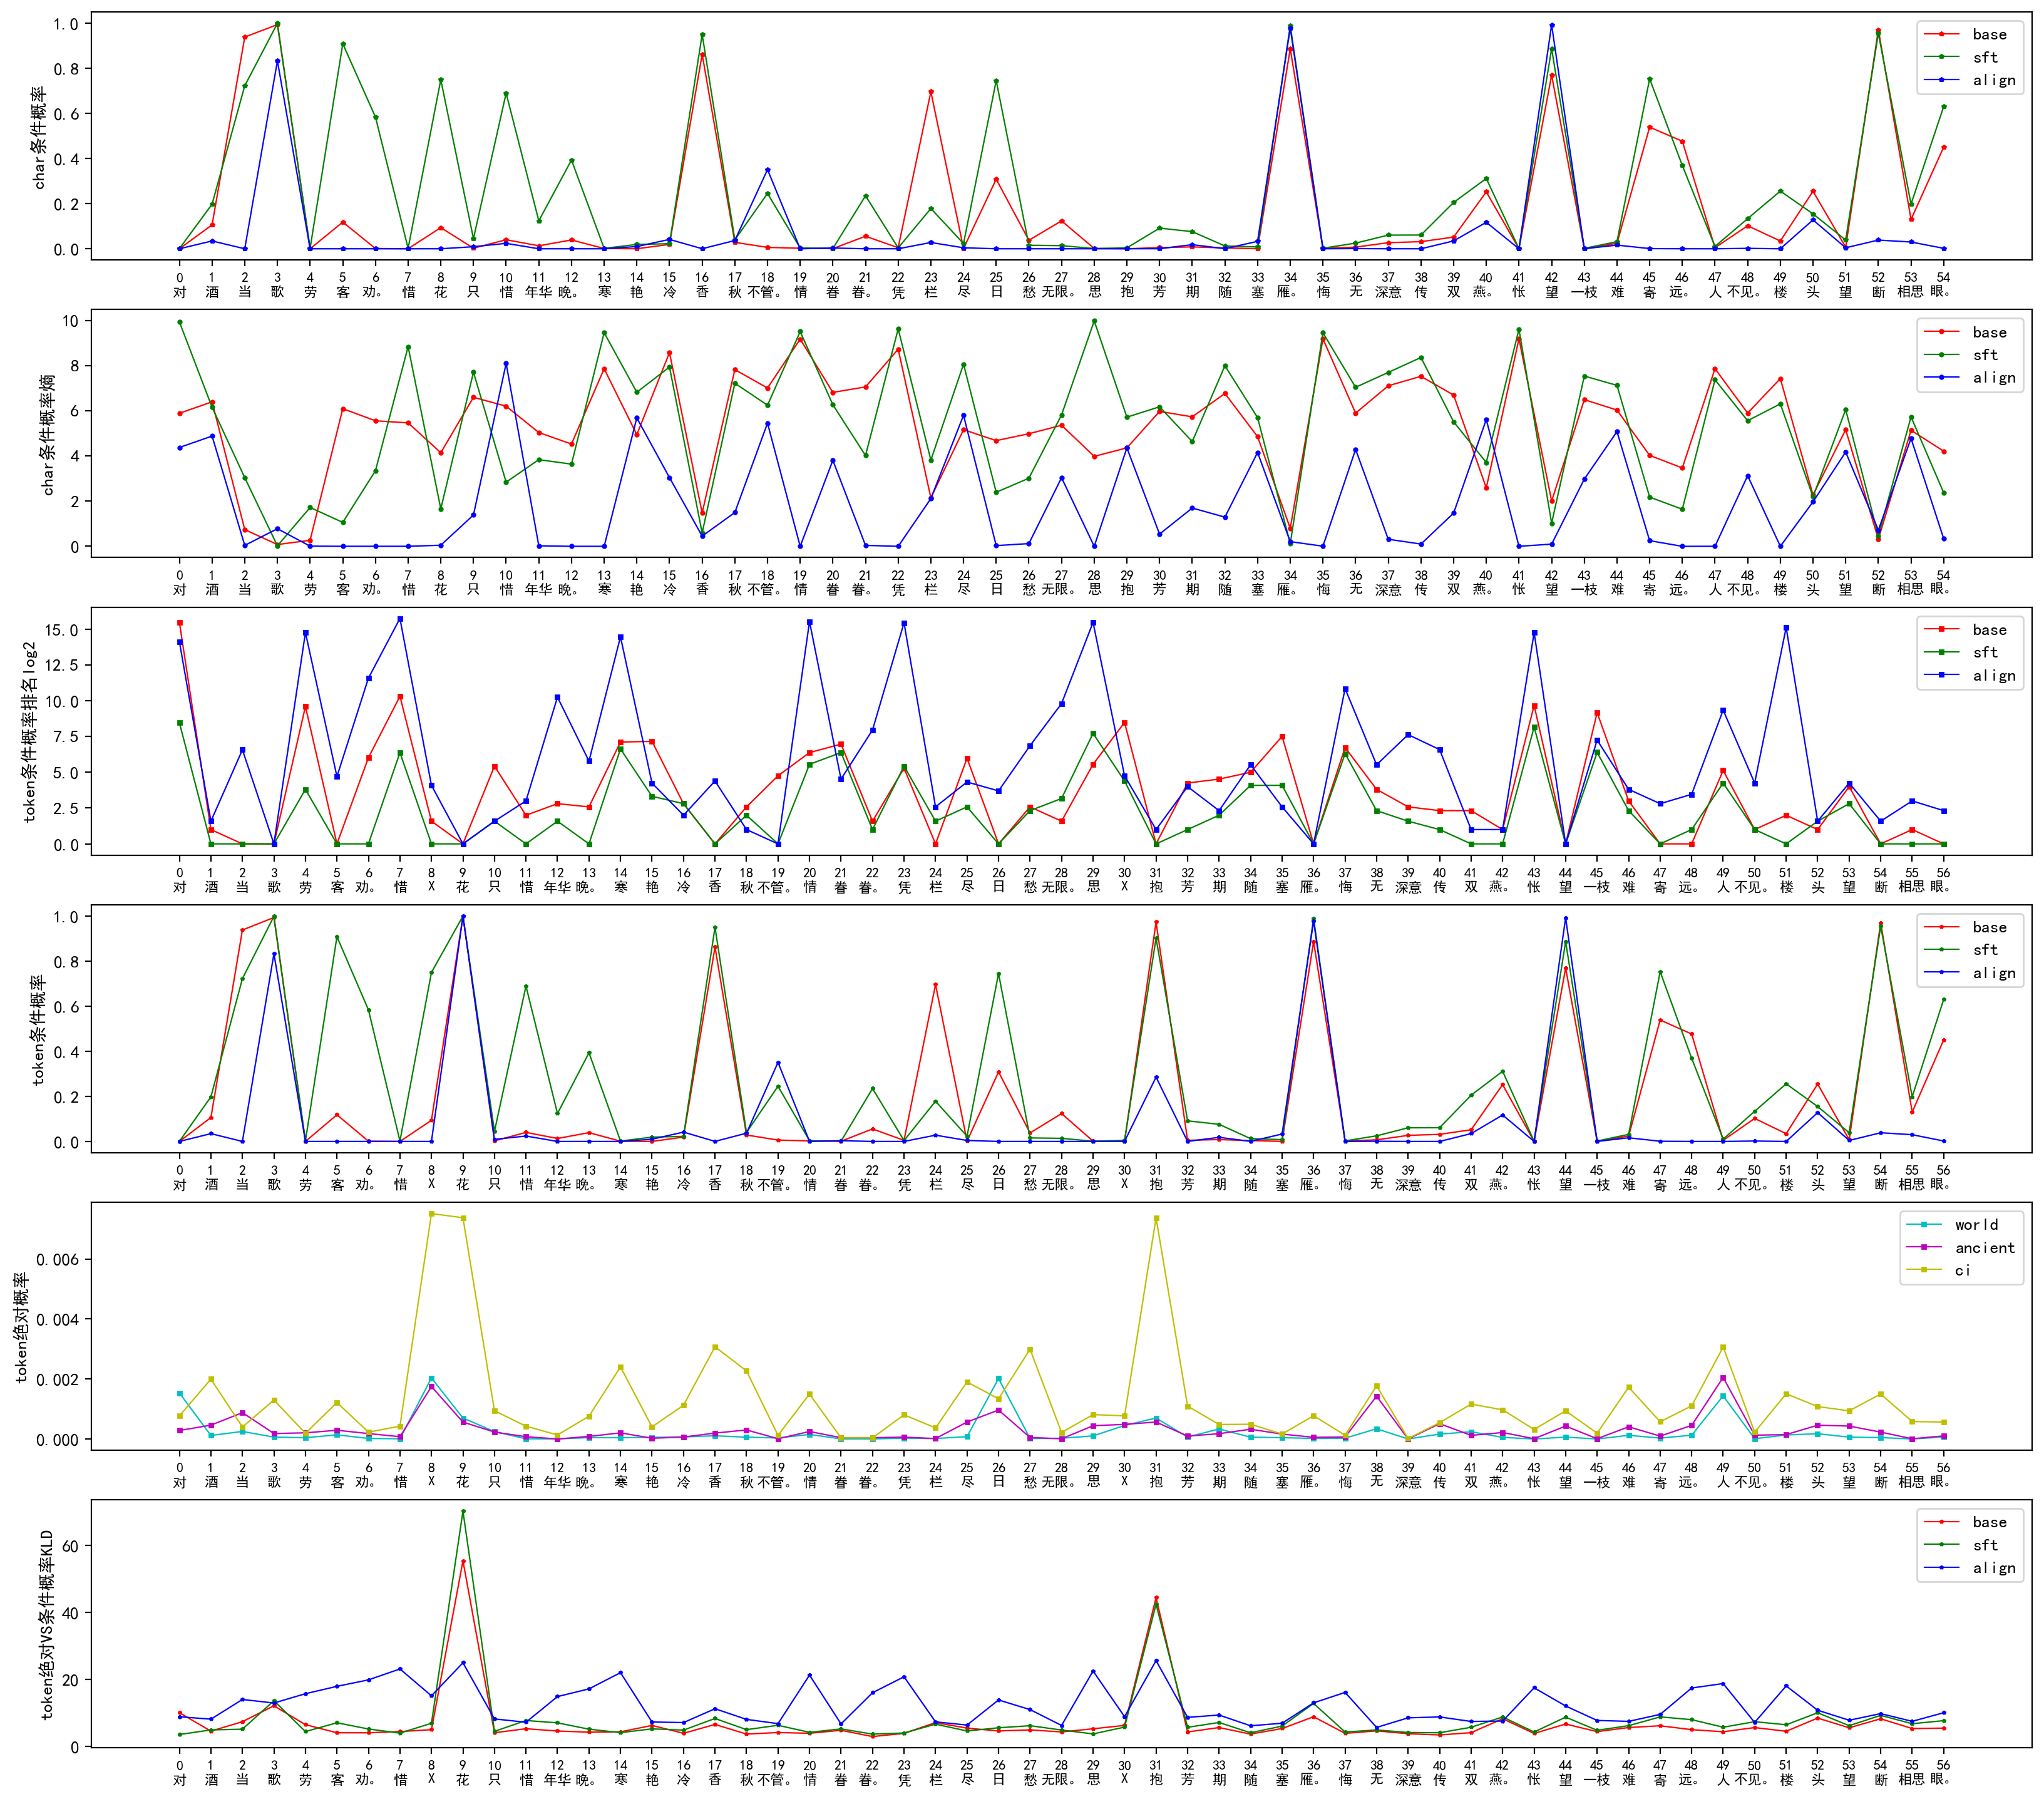 char条件概率
1.0
0.8
0.6
0.4
0.2
0.0
base
sft
align
0 1 2 3 4 5 6 7 8 9 10 11 12 13 14 15 16 17 18 19 20 21 22 23 24 25 26 27 28 29 30 31 32 33 34 35 36 37 38 39 40 41 42 43 44 45 46 47 48 49 50 51 52 53 54
对 酒 当 歌 劳 客 劝。 惜 花 只 惜 年华 晚。 寒 艳 冷 香 秋 不管。 情 眷 眷。 凭 栏 尽 日 愁 无限。 思 抱 芳 期 随 塞 雁。 悔 无 深意 传 双 燕。 怅 望 一枝 难 寄 远。 人 不见。 楼 头 望 断 相思 眼。
char条件概率熵
10
8
6
4
2
0
base
sft
align
0 1 2 3 4 5 6 7 8 9 10 11 12 13 14 15 16 17 18 19 20 21 22 23 24 25 26 27 28 29 30 31 32 33 34 35 36 37 38 39 40 41 42 43 44 45 46 47 48 49 50 51 52 53 54
对 酒 当 歌 劳 客 劝。 惜 花 只 惜 年华 晚。 寒 艳 冷 香 秋 不管。 情 眷 眷。 凭 栏 尽 日 愁 无限。 思 抱 芳 期 随 塞 雁。 悔 无 深意 传 双 燕。 怅 望 一枝 难 寄 远。 人 不见。 楼 头 望 断 相思 眼。
token条件概率排名log2
15.0
12.5
10.0
7.5
5.0
2.5
0.0
base
sft
align
0 1 2 3 4 5 6 7 8 9 10 11 12 13 14 15 16 17 18 19 20 21 22 23 24 25 26 27 28 29 30 31 32 33 34 35 36 37 38 39 40 41 42 43 44 45 46 47 48 49 50 51 52 53 54 55 56
对 酒 当 歌 劳 客 劝。 惜 X 花 只 惜 年华 晚。 寒 艳 冷 香 秋 不管。 情 眷 眷。 凭 栏 尽 日 愁 无限。 思 X 抱 芳 期 随 塞 雁。 悔 无 深意 传 双 燕。 怅 望 一枝 难 寄 远。 人 不见。 楼 头 望 断 相思 眼。
token条件概率
1.0
0.8
0.6
0.4
0.2
0.0
base
sft
align
0 1 2 3 4 5 6 7 8 9 10 11 12 13 14 15 16 17 18 19 20 21 22 23 24 25 26 27 28 29 30 31 32 33 34 35 36 37 38 39 40 41 42 43 44 45 46 47 48 49 50 51 52 53 54 55 56
对 酒 当 歌 劳 客 劝。 惜 X 花 只 惜 年华 晚。 寒 艳 冷 香 秋 不管。 情 眷 眷。 凭 栏 尽 日 愁 无限。 思 X 抱 芳 期 随 塞 雁。 悔 无 深意 传 双 燕。 怅 望 一枝 难 寄 远。 人 不见。 楼 头 望 断 相思 眼。
token绝对概率
0.006
0.004
0.002
0.000
world
ancient
ci
0 1 2 3 4 5 6 7 8 9 10 11 12 13 14 15 16 17 18 19 20 21 22 23 24 25 26 27 28 29 30 31 32 33 34 35 36 37 38 39 40 41 42 43 44 45 46 47 48 49 50 51 52 53 54 55 56
对 酒 当 歌 劳 客 劝。 惜 X 花 只 惜 年华 晚。 寒 艳 冷 香 秋 不管。 情 眷 眷。 凭 栏 尽 日 愁 无限。 思 X 抱 芳 期 随 塞 雁。 悔 无 深意 传 双 燕。 怅 望 一枝 难 寄 远。 人 不见。 楼 头 望 断 相思 眼。
token绝对VS条件概率KLD
60
40
20
0
base
sft
align
0 1 2 3 4 5 6 7 8 9 10 11 12 13 14 15 16 17 18 19 20 21 22 23 24 25 26 27 28 29 30 31 32 33 34 35 36 37 38 39 40 41 42 43 44 45 46 47 48 49 50 51 52 53 54 55 56
对 酒 当 歌 劳 客 劝。 惜 X 花 只 惜 年华 晚。 寒 艳 冷 香 秋 不管。 情 眷 眷。 凭 栏 尽 日 愁 无限。 思 X 抱 芳 期 随 塞 雁。 悔 无 深意 传 双 燕。 怅 望 一枝 难 寄 远。 人 不见。 楼 头 望 断 相思 眼。